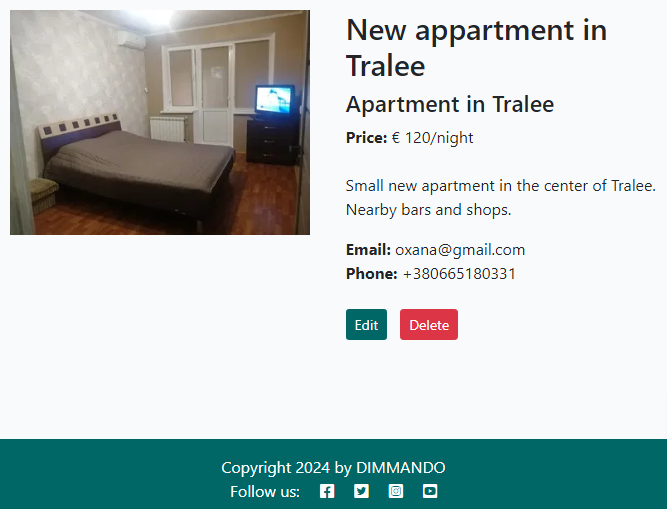 New appartment in
Tralee
Apartment in Tralee
Price: € 120/night
Small new apartment in the center of Tralee.
Nearby bars and shops.
Email: oxana@gmail.com
Phone: +380665180331
Edit Delete
Copyright 2024 by DIMMANDO
Follow us: